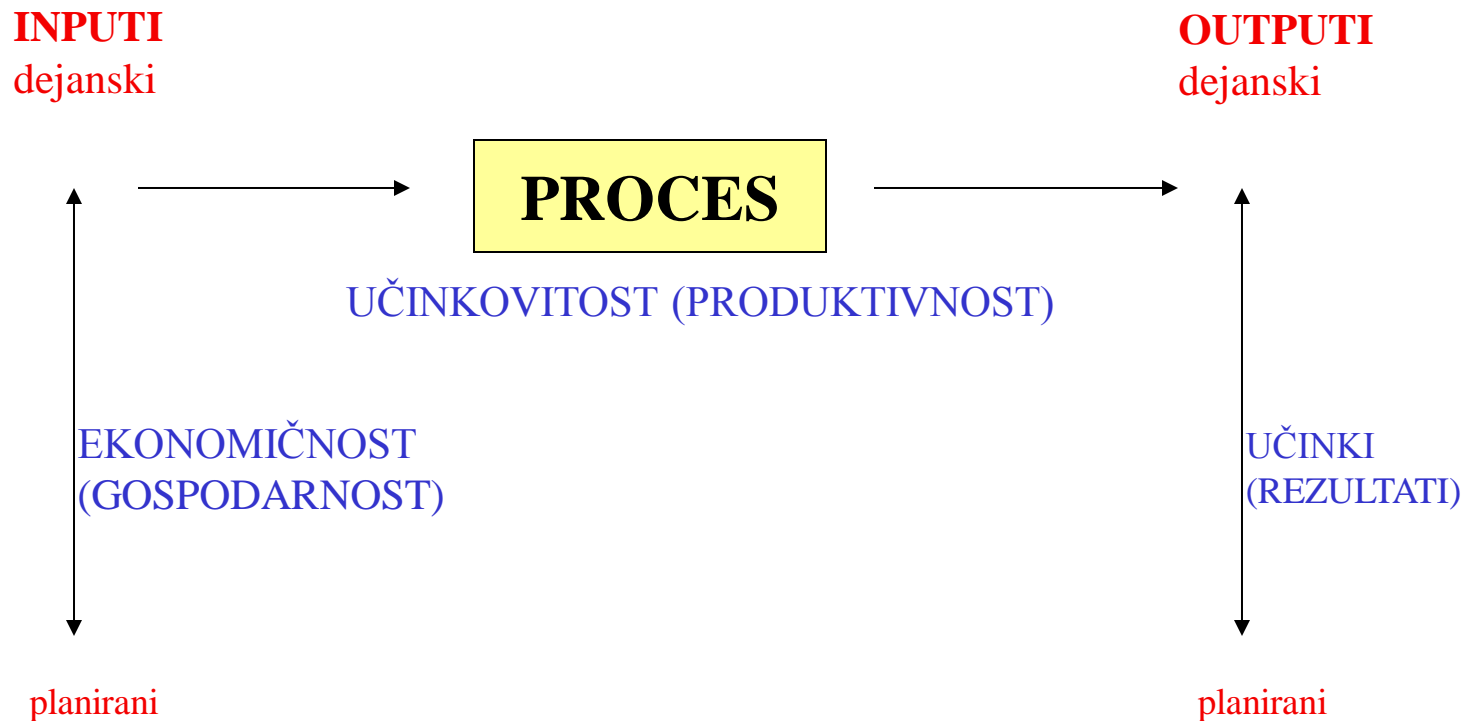 INPUTI
dejanski
OUTPUTI
dejanski
PROCES
UČINKOVITOST (PRODUKTIVNOST)
EKONOMIČNOST
(GOSPODARNOST)
UČINKI
(REZULTATI)
planirani
planirani